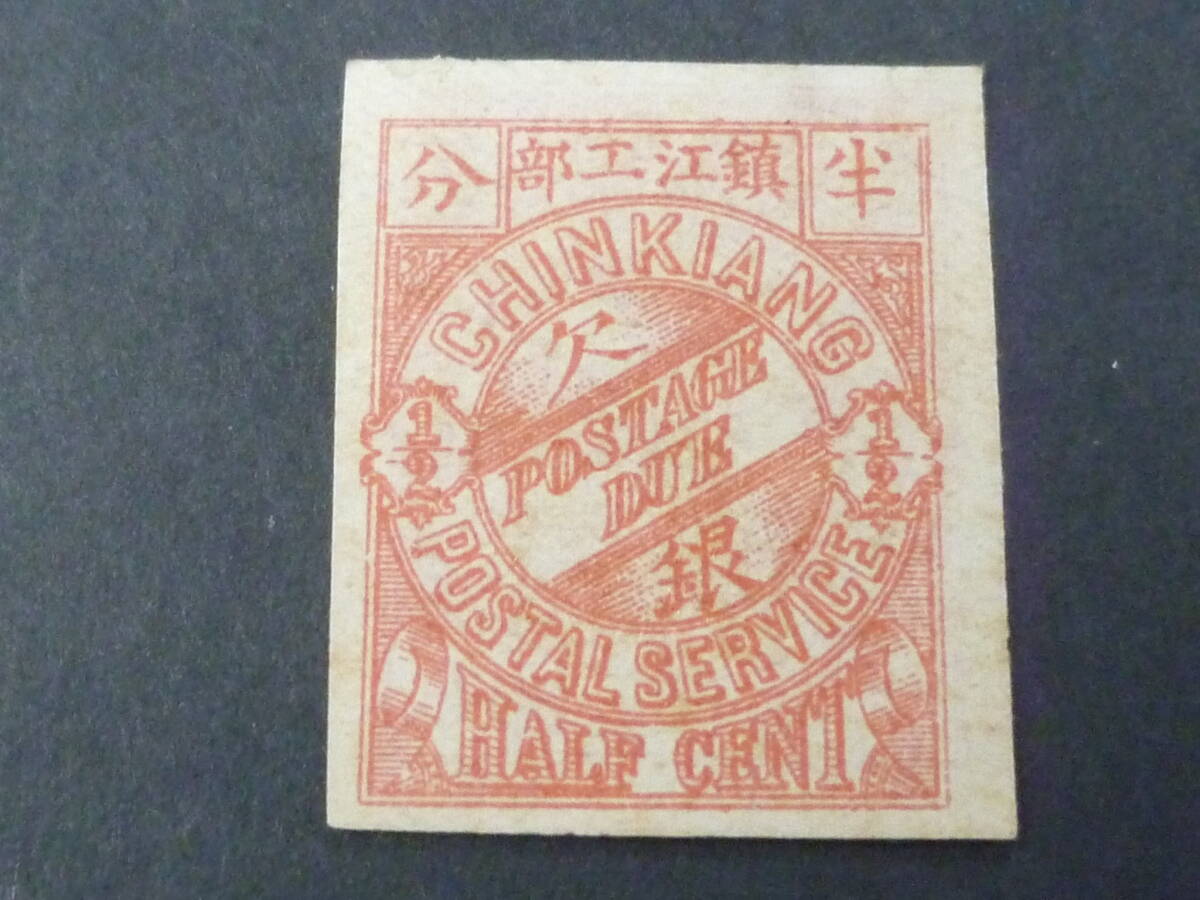 半 鎮江工部 分
CHINKIANG
欠
POSTAGE
DUE
銀
1/2 1/2
POSTAL SERVICE
HALF CENT